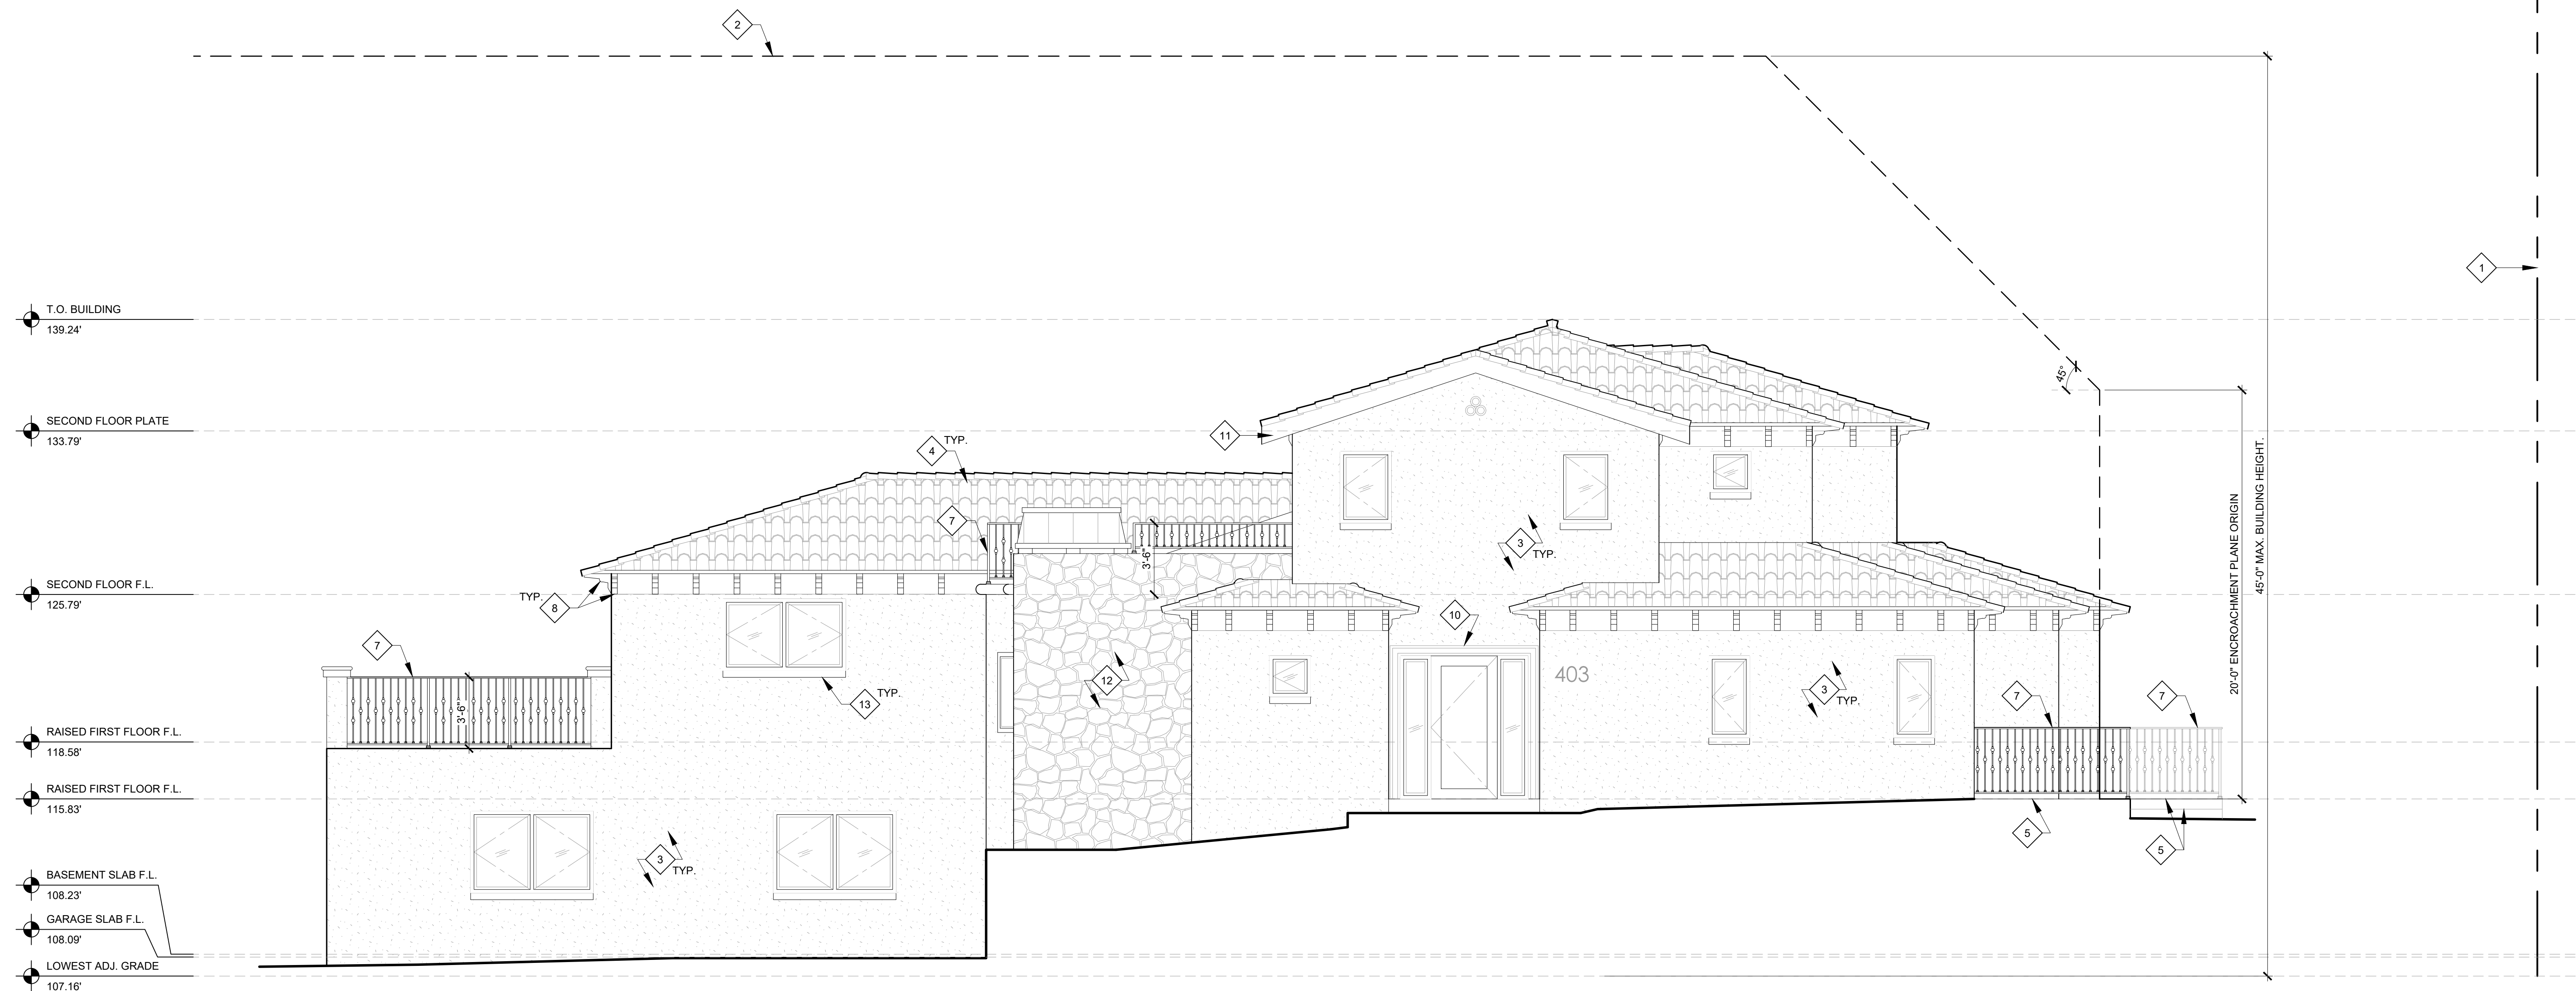 2
1
T.O. BUILDING
139.24'
45°
SECOND FLOOR PLATE
133.79'
11
4 TYP.
7
3'-6"
3 TYP.
20'-0" ENCROACHMENT PLANE ORIGIN
45'-0" MAX. BUILDING HEIGHT.
SECOND FLOOR F.L.
125.79'
TYP. 8
10
7
403
12
13 TYP.
3 TYP.
7
7
3'-6"
RAISED FIRST FLOOR F.L.
118.58'
RAISED FIRST FLOOR F.L.
115.83'
5
5
3 TYP.
BASEMENT SLAB F.L.
108.23'
GARAGE SLAB F.L.
108.09'
LOWEST ADJ. GRADE
107.16'